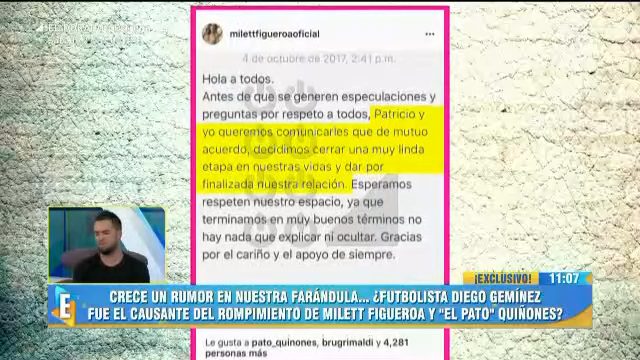 milettfigueroaoficial
4 de octubre de 2017, 2:41 p.m.
Hola a todos.
Antes de que se generen especulaciones y
preguntas por respeto a todos, Patricio y
yo queremos comunicarles que de mutuo
acuerdo, decidimos cerrar una muy linda
etapa en nuestras vidas y dar por
finalizada nuestra relación. Esperamos
respeten nuestro espacio, ya que
terminamos en muy buenos términos no
hay nada que explicar ni ocultar. Gracias
por el cariño y el apoyo de siempre.
¡EXCLUSIVO! 11:07
E
CRECE UN RUMOR EN NUESTRA FARÁNDULA... ¿FUTBOLISTA DIEGO GEMÍNEZ
FUE EL CAUSANTE DEL ROMPIMIENTO DE MILETT FIGUEROA Y "EL PATO" QUIÑONES?
Le gusta a pato_quinones, brugrimaldi y 4,281
personas más